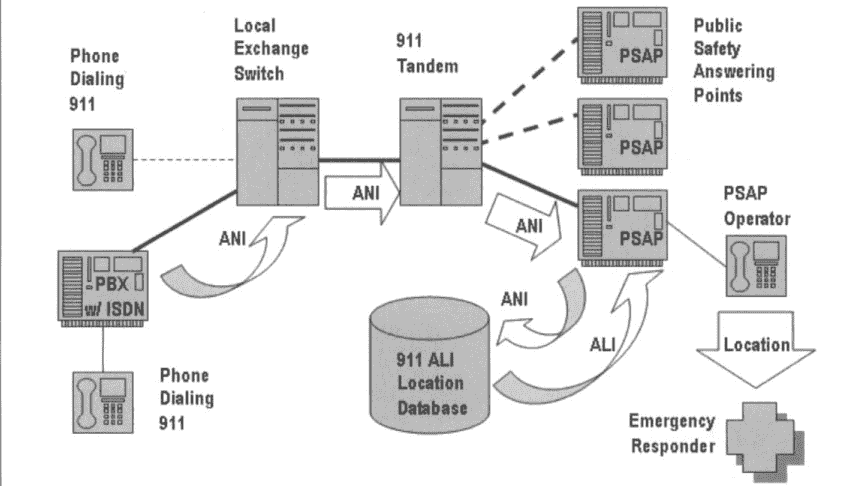 Phone
Dialing
911
Local
Exchange
Switch
911
Tandem
PSAP
Public
Safety
Answering
Points
PSAP
ANI
ANI
ANI
PSAP
PSAP
Operator
PBX
w/ ISDN
ANI
ALI
Location
911 ALI
Location
Database
Phone
Dialing
911
Emergency
Responder